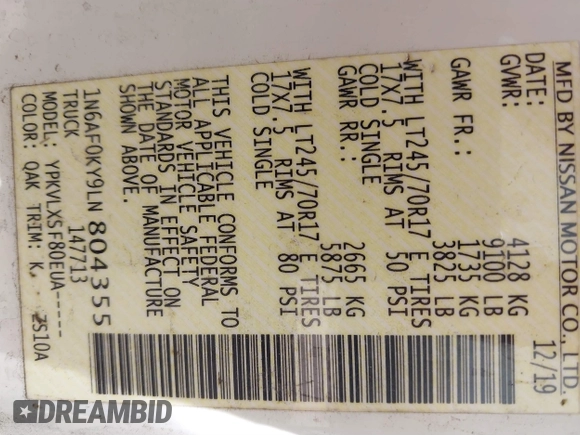 MFD BY NISSAN MOTOR CO., LTD.
DATE: 12/19
GVWR: 4128 KG
9100 LB
GAWR FR.: 1735 KG
3825 LB
WITH LT245/70R17 E TIRES
17X7.5 RIMS AT 50 PSI
COLD SINGLE
GAWR RR.: 2665 KG
5875 LB
WITH LT245/70R17 E TIRES
17X7.5 RIMS AT 80 PSI
COLD SINGLE
THIS VEHICLE CONFORMS TO
ALL APPLICABLE FEDERAL
MOTOR VEHICLE SAFETY
STANDARDS IN EFFECT ON
THE DATE OF MANUFACTURE
SHOWN ABOVE.
1N6AF0KY9LN804355
TRUCK 147713
MODEL: YPKVLXSF80EUA-----
COLOR: QAK TRIM: K. ZS10A
DREAMBID